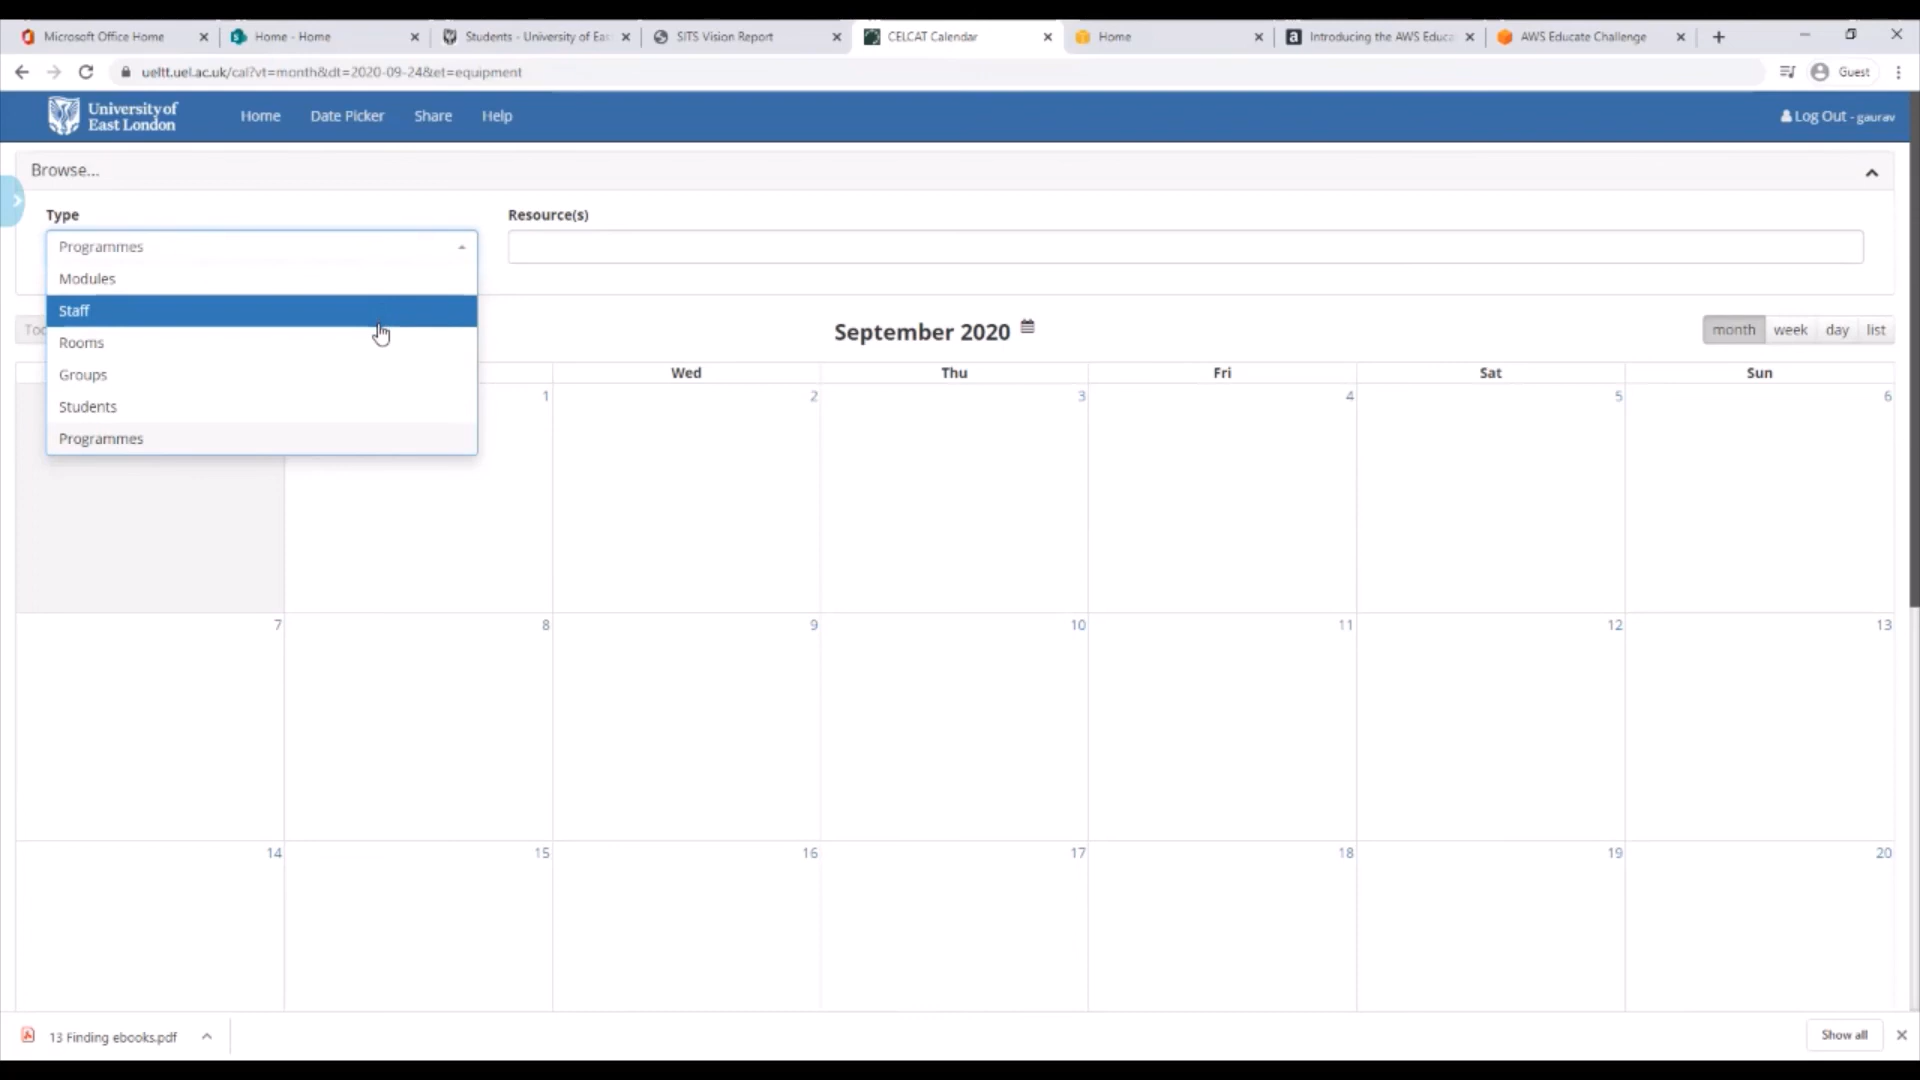 Microsoft Office Home
Home - Home
Students - University of Eas
SITS Vision Report
CELCAT Calendar
Home
Introducing the AWS Educa
AWS Educate Challenge
ueltt.uel.ac.uk/cal?vt=month&dt=2020-09-24&et=equipment
Guest
University of
East London
Home
Date Picker
Share
Help
Log Out - gaurav
Browse...
Type
Resource(s)
Programmes
Modules
Staff
Rooms
Groups
Students
Programmes
September 2020
month week day list
Wed Thu Fri Sat Sun
1 2 3 4 5 6
7 8 9 10 11 12 13
14 15 16 17 18 19 20
13 Finding ebooks.pdf
Show all